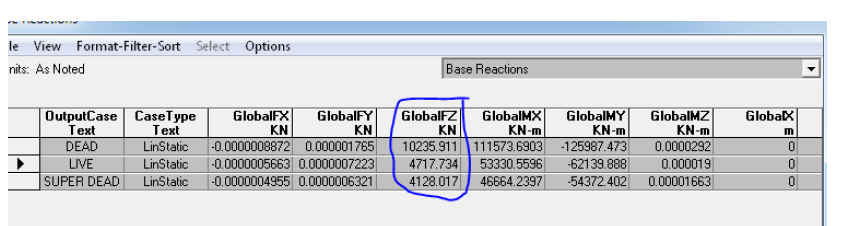 le View Format-Filter-Sort Select Options
nits: As Noted Base Reactions
OutputCase CaseType GlobalFX GlobalFY GlobalFZ GlobalMX GlobalMY GlobalMZ GlobalX
Text Text KN KN KN KN-m KN-m KN-m m
DEAD LinStatic -0.0000008872 0.000001765 10235.911 111573.6903 -125987.473 0.0000292 0
LIVE LinStatic -0.0000005663 0.0000007223 4717.734 53330.5596 -62139.888 0.000019 0
SUPER DEAD LinStatic -0.0000004955 0.0000006321 4128.017 46664.2397 -54372.402 0.00001663 0